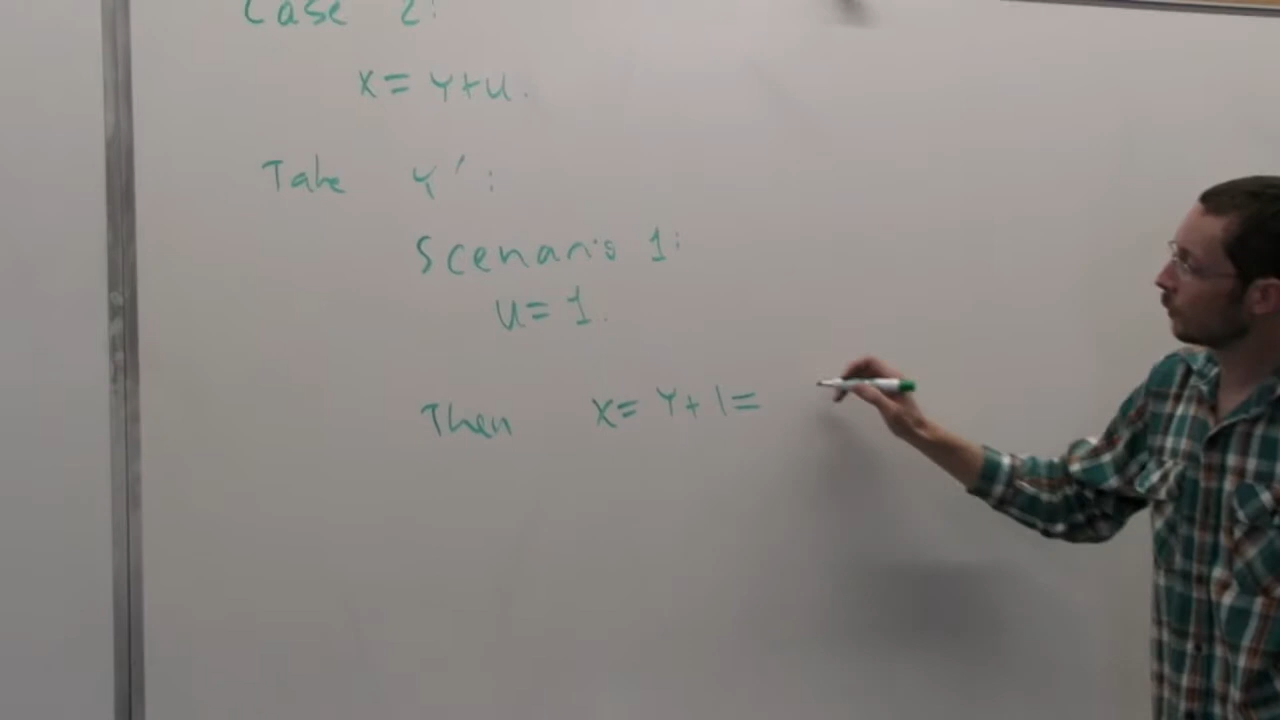 Case 2:
x = y + u.
Take y':
Scenario 1:
u = 1.
Then x = y + 1 =